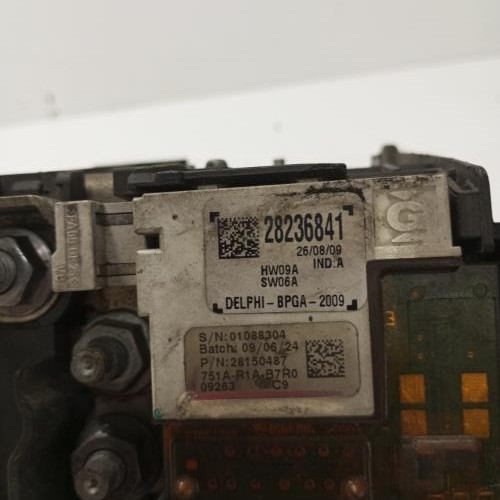 28236841
26/08/09
IND:A
HW09A
SW06A
DELPHI-BPGA-2009
S/N:01088304
Batch: 09/06/24
P/N:28150487
751A-R1A-B7R0
09263 C9